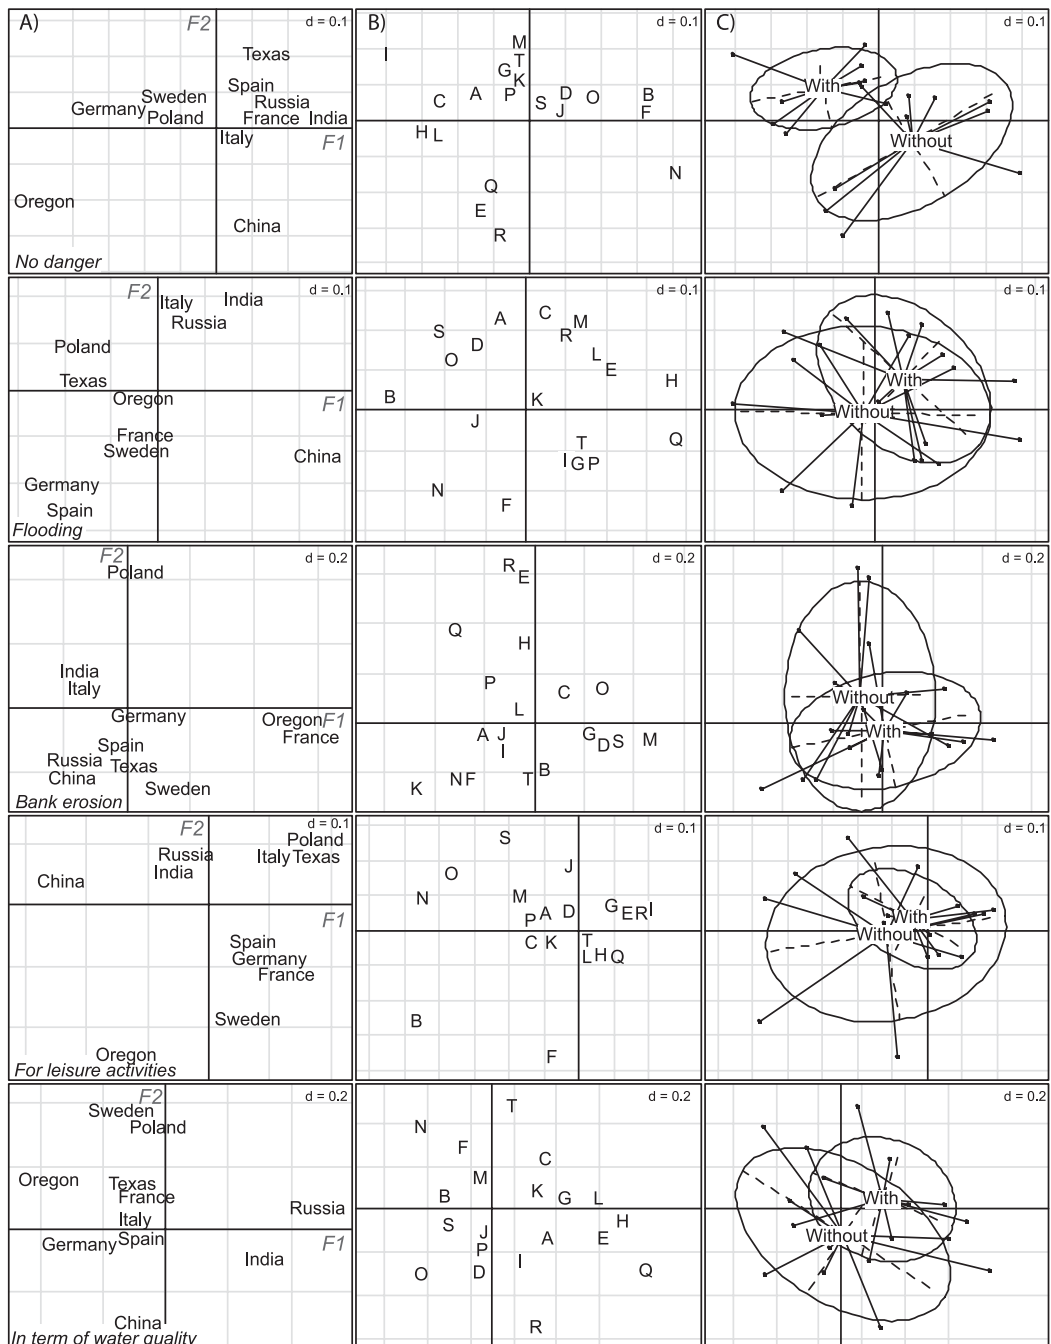 A)
F2
d = 0.1
Texas
Spain
Sweden
Germany
Russia
Poland
France India
Italy
F1
Oregon
China
No danger
B)
d = 0.1
M
I
T
G
K
A
P
D
O
B
C
S
J
F
H L
N
Q
E
R
C)
d = 0.1
With
Without
F2
d = 0.1
Italy
India
Russia
Poland
Texas
Oregon
F1
France
Sweden
China
Germany
Spain
Flooding
d = 0.1
C
A
M
S
R
D
L
O
E
H
B
K
J
T
Q
I G P
N
F
d = 0.1
With
Without
F2
d = 0.2
Poland
India
Italy
Germany
Oregon F1
France
Spain
Russia
Texas
China
Sweden
Bank erosion
d = 0.2
R
E
Q
H
P
C
O
L
A J
G
D S
M
I
B
N F
T
K
d = 0.2
Without
With
F2
d = 0.1
Poland
Russia
Italy Texas
India
China
F1
Spain
Germany
France
Sweden
Oregon
For leisure activities
d = 0.1
S
J
O
N
M
G
E R I
P A D
C K
T
L H Q
B
F
d = 0.1
With
Without
F2
d = 0.2
Sweden
Poland
Oregon
Texas
France
Russia
Italy
Spain
Germany
F1
India
China
In term of water quality
d = 0.2
T
N
F
C
M
K
B
G
L
S
H
J
A
E
P
I
O
D
Q
R
d = 0.2
With
Without